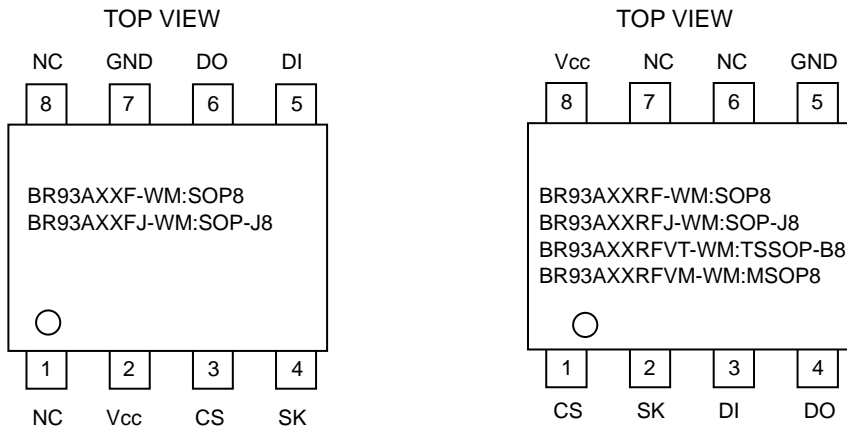 TOP VIEW
NC GND DO DI
8 7 6 5
BR93AXXF-WM:SOP8
BR93AXXFJ-WM:SOP-J8
1 2 3 4
NC Vcc CS SK
TOP VIEW
Vcc NC NC GND
8 7 6 5
BR93AXXRF-WM:SOP8
BR93AXXRFJ-WM:SOP-J8
BR93AXXRFVT-WM:TSSOP-B8
BR93AXXRFVM-WM:MSOP8
1 2 3 4
CS SK DI DO